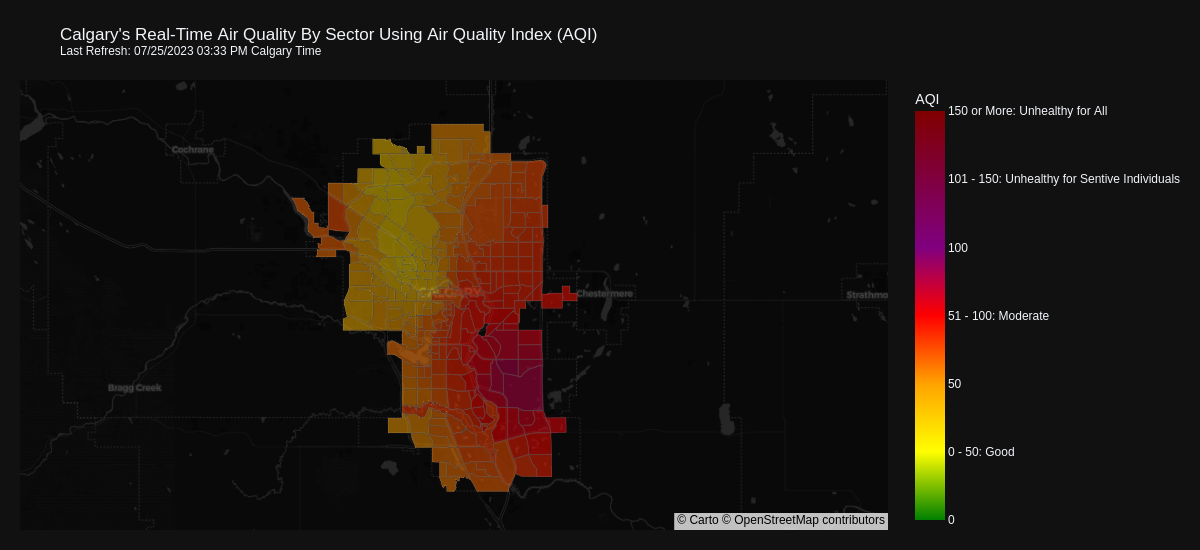 Calgary's Real-Time Air Quality By Sector Using Air Quality Index (AQI)
Last Refresh: 07/25/2023 03:33 PM Calgary Time
AQI
150 or More: Unhealthy for All
Cochrane
101 - 150: Unhealthy for Sentive Individuals
100
CALGARY
Chestermere
Strathmo
51 - 100: Moderate
Bragg Creek
50
0 - 50: Good
0
© Carto © OpenStreetMap contributors